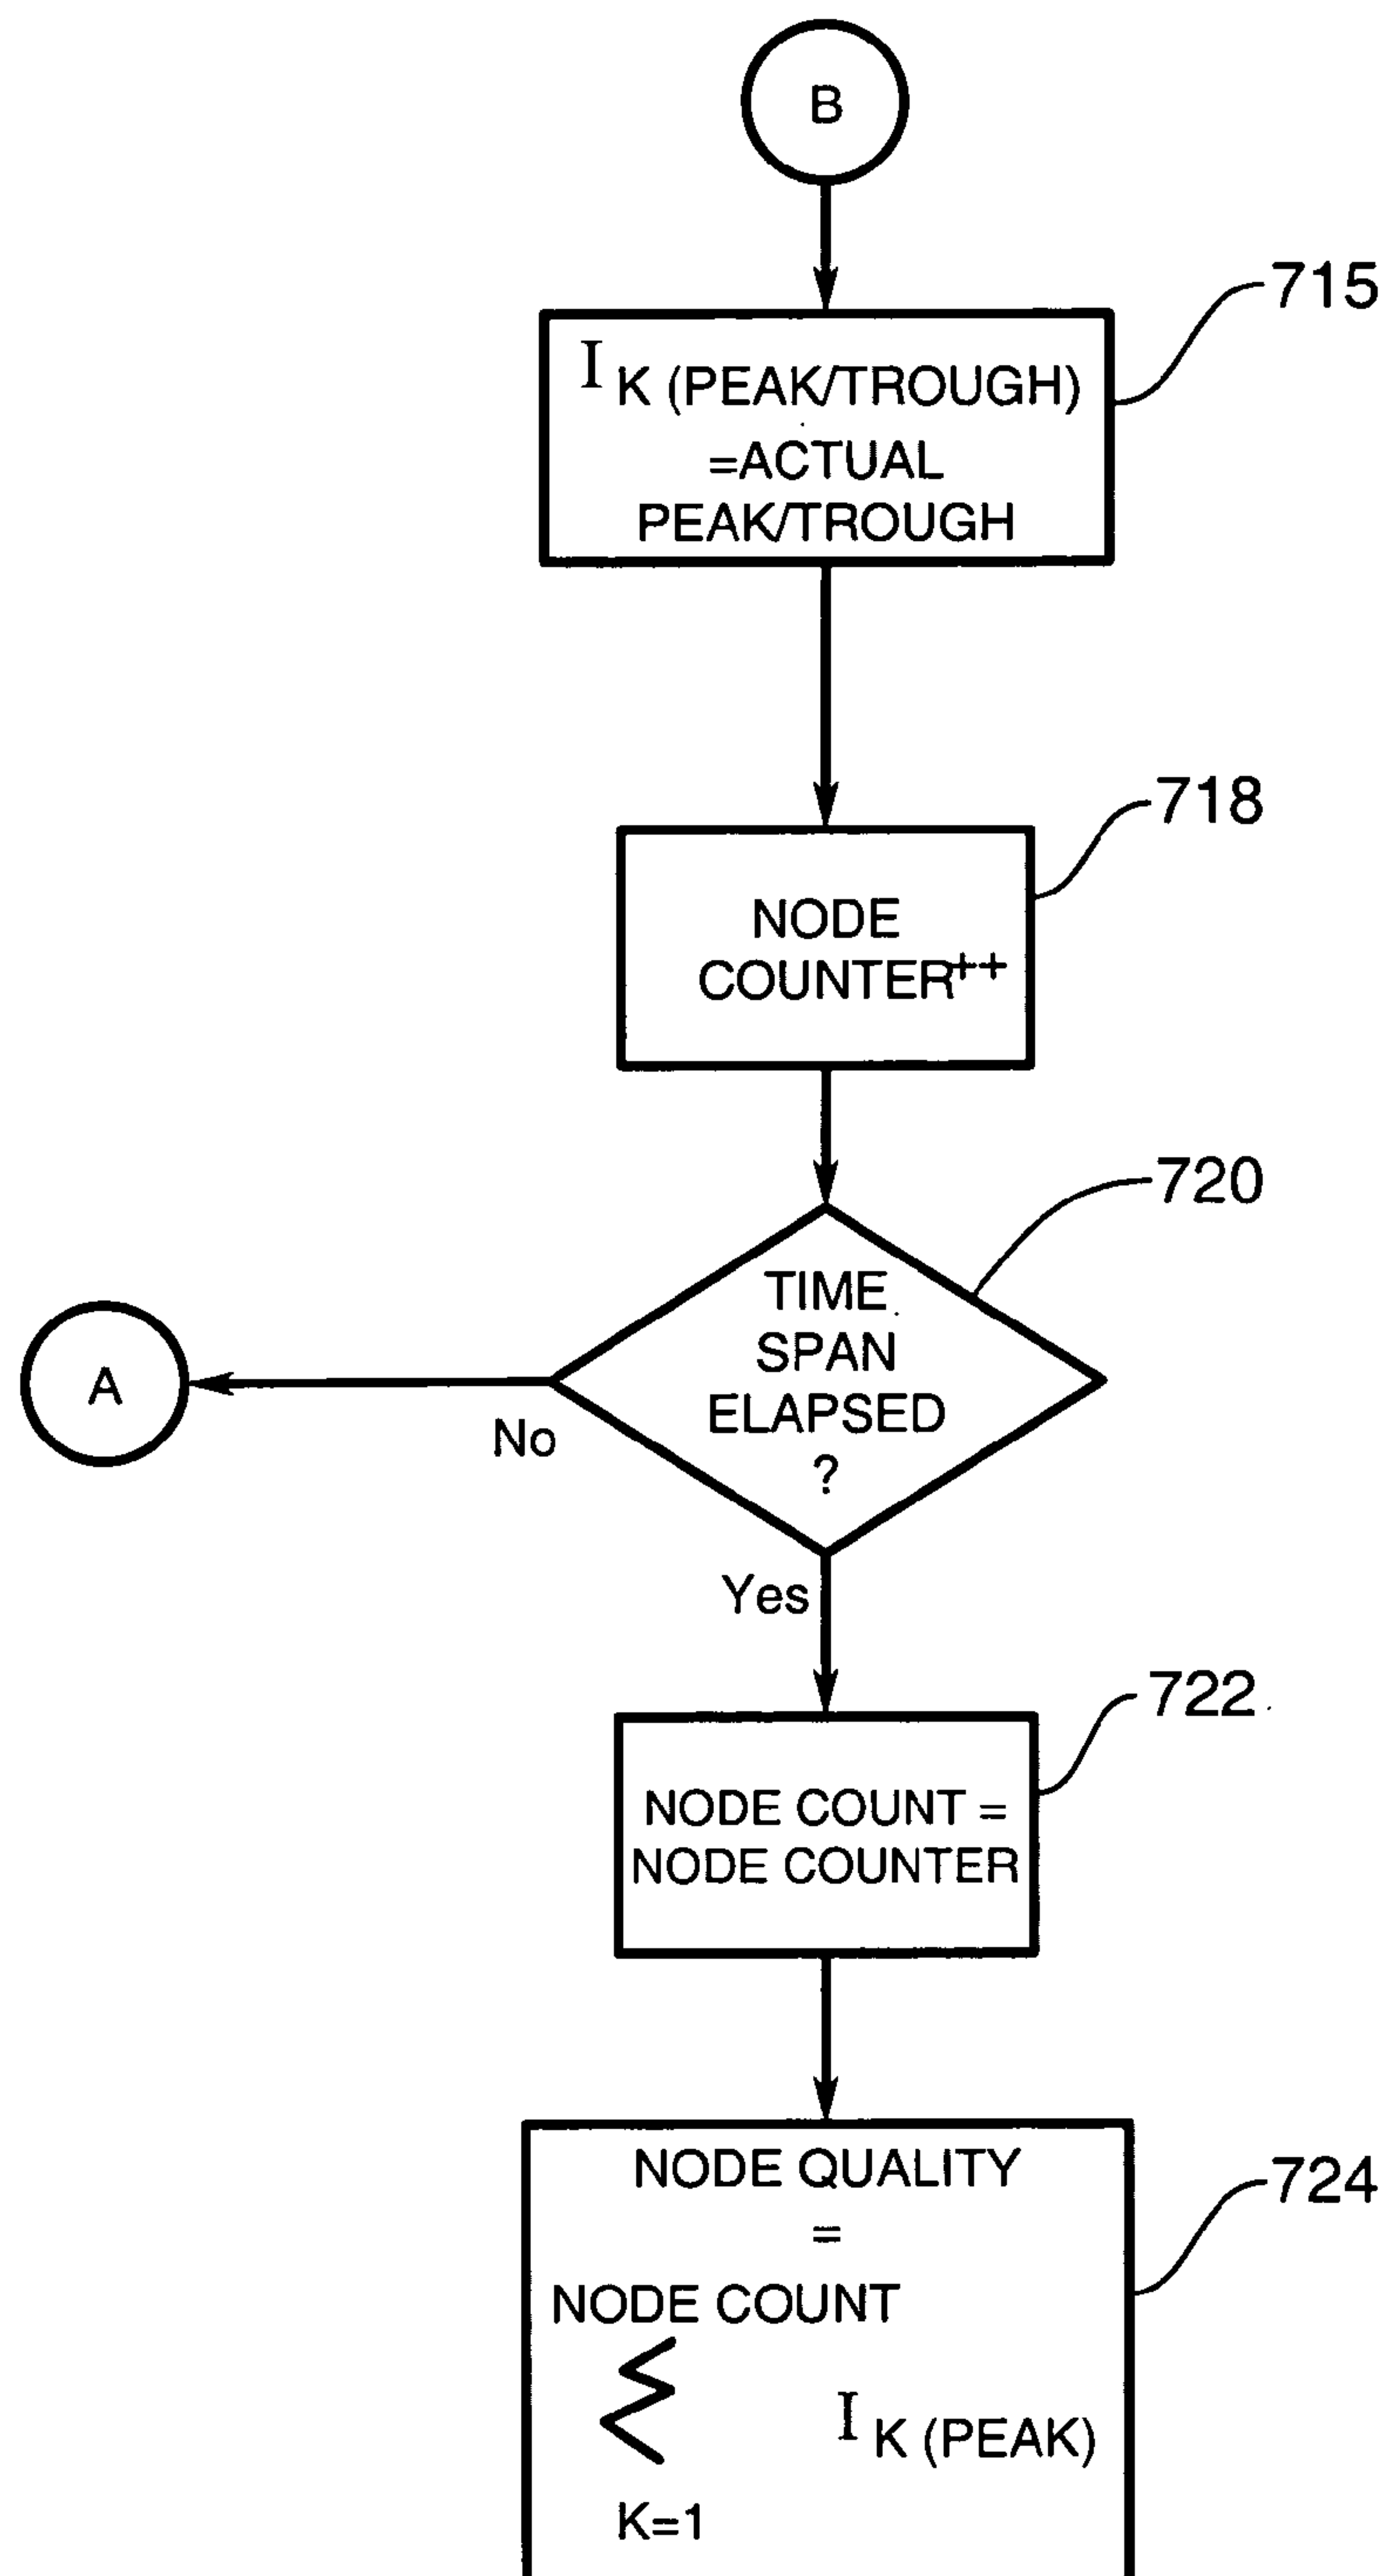 B
715
I K (PEAK/TROUGH)
=ACTUAL
PEAK/TROUGH
718
NODE
COUNTER++
720
TIME
SPAN
ELAPSED
?
A
No
Yes
722
NODE COUNT =
NODE COUNTER
724
NODE QUALITY
=
NODE COUNT
Σ I K (PEAK)
K=1